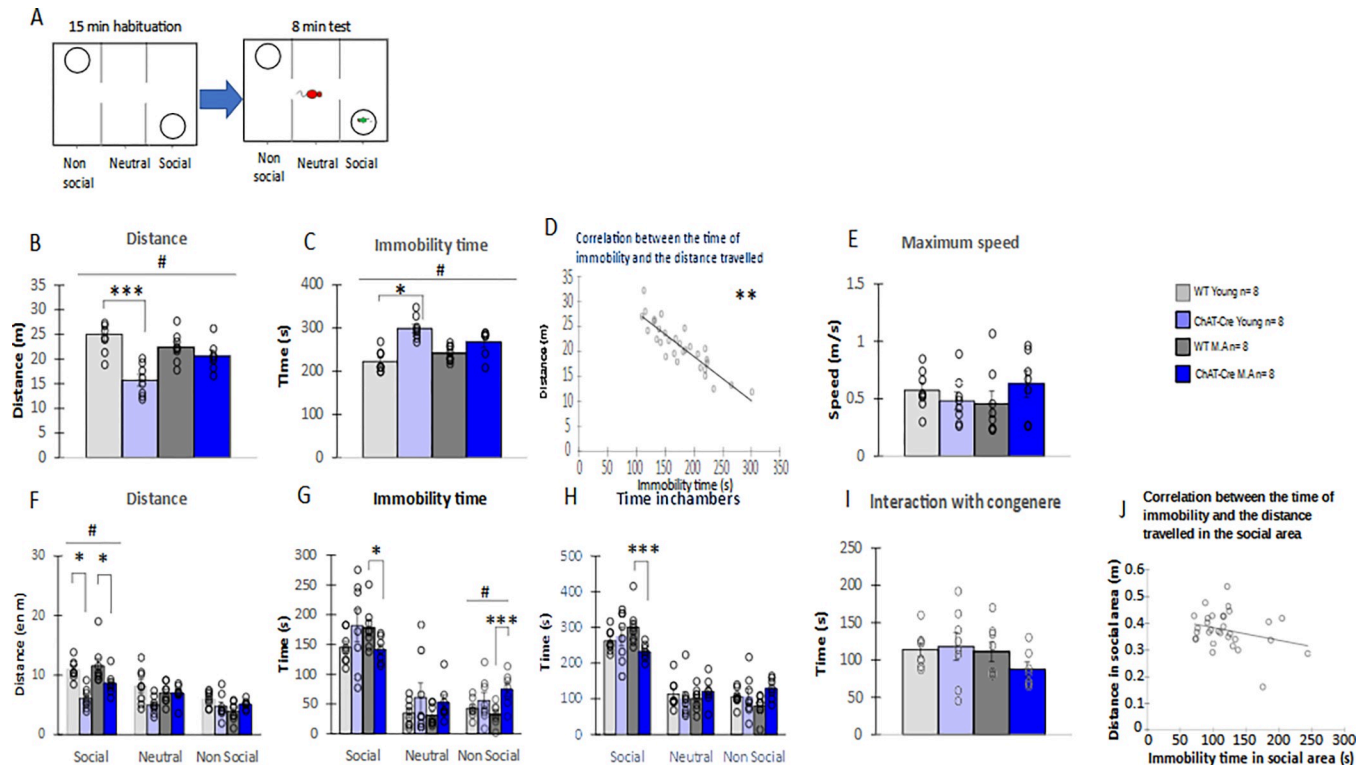 A
15 min habituation
8 min test
Non
social
Neutral
Social
Non
social
Neutral
Social
B
Distance
#
***
Distance (m)
35
30
25
20
15
10
5
0
C
Immobility time
#
*
Time (s)
400
300
200
100
0
D
Correlation between the time of
immobility and the distance travelled
**
Distance (m)
35
30
25
20
15
10
5
0
0 50 100 150 200 250 300 350
Immobility time (s)
E
Maximum speed
Speed (m/s)
1.5
1
0.5
0
WT Young n= 8
ChAT-Cre Young n= 8
WT M.A n= 8
ChAT-Cre M.A n= 8
F
Distance
#
* *
Distance (en m)
30
20
10
0
Social Neutral Non Social
G
Immobility time
*
#
***
Time (s)
300
250
200
150
100
50
0
Social Neutral Non Social
H
Time in chambers
***
Time (s)
500
400
300
200
100
0
Social Neutral Non Social
I
Interaction with congenere
Time (s)
250
200
150
100
50
0
J
Correlation between the time of
immobility and the distance
travelled in the social area
Distance in social area (m)
0.6
0.5
0.4
0.3
0.2
0.1
0
0 50 100 150 200 250 300
Immobility time in social area (s)